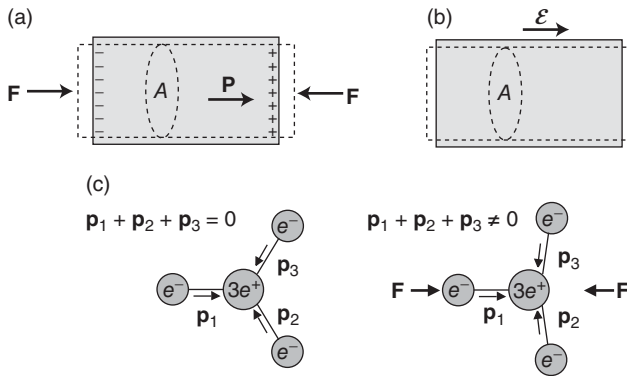 (a)
F
A
P
F
− − − − − − − −
+ + + + + + + +
(b)
ℰ
A
(c)
p₁ + p₂ + p₃ = 0
e⁻
e⁻
3e⁺
e⁻
p₁
p₂
p₃
p₁ + p₂ + p₃ ≠ 0
e⁻
F
e⁻
3e⁺
F
e⁻
p₁
p₂
p₃